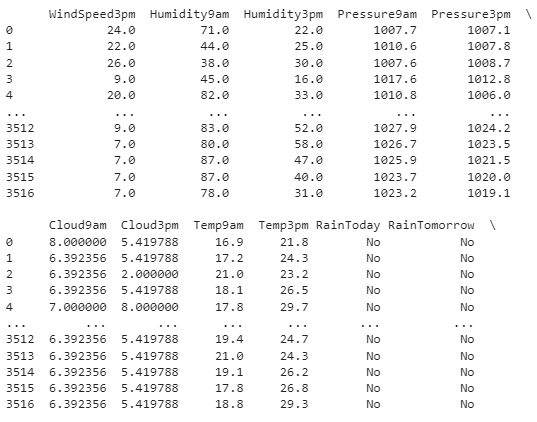 WindSpeed3pm Humidity9am Humidity3pm Pressure9am Pressure3pm \
0 24.0 71.0 22.0 1007.7 1007.1
1 22.0 44.0 25.0 1010.6 1007.8
2 26.0 38.0 30.0 1007.6 1008.7
3 9.0 45.0 16.0 1017.6 1012.8
4 20.0 82.0 33.0 1010.8 1006.0
... ... ... ... ... ...
3512 9.0 83.0 52.0 1027.9 1024.2
3513 7.0 80.0 58.0 1026.7 1023.5
3514 7.0 87.0 47.0 1025.9 1021.5
3515 7.0 87.0 40.0 1023.7 1020.0
3516 7.0 78.0 31.0 1023.2 1019.1
Cloud9am Cloud3pm Temp9am Temp3pm RainToday RainTomorrow \
0 8.000000 5.419788 16.9 21.8 No No
1 6.392356 5.419788 17.2 24.3 No No
2 6.392356 2.000000 21.0 23.2 No No
3 6.392356 5.419788 18.1 26.5 No No
4 7.000000 8.000000 17.8 29.7 No No
... ... ... ... ... ... ...
3512 6.392356 5.419788 19.4 24.7 No No
3513 6.392356 5.419788 21.0 24.3 No No
3514 6.392356 5.419788 19.1 26.2 No No
3515 6.392356 5.419788 17.8 26.8 No No
3516 6.392356 5.419788 18.8 29.3 No No